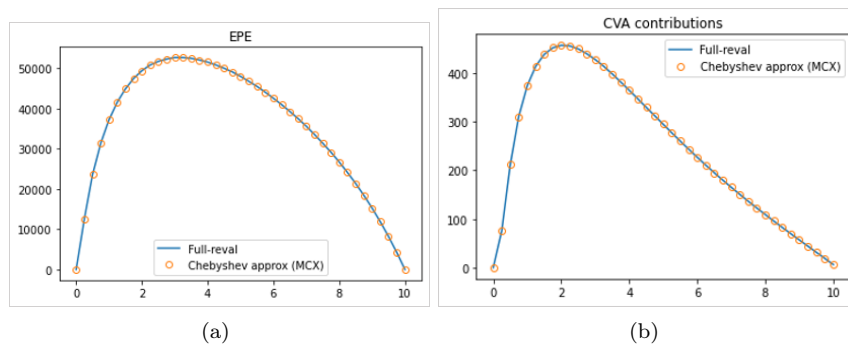 EPE
50000
40000
30000
20000
10000
0
Full-reval
Chebyshev approx (MCX)
0 2 4 6 8 10
(a)
CVA contributions
Full-reval
Chebyshev approx (MCX)
400
300
200
100
0
0 2 4 6 8 10
(b)